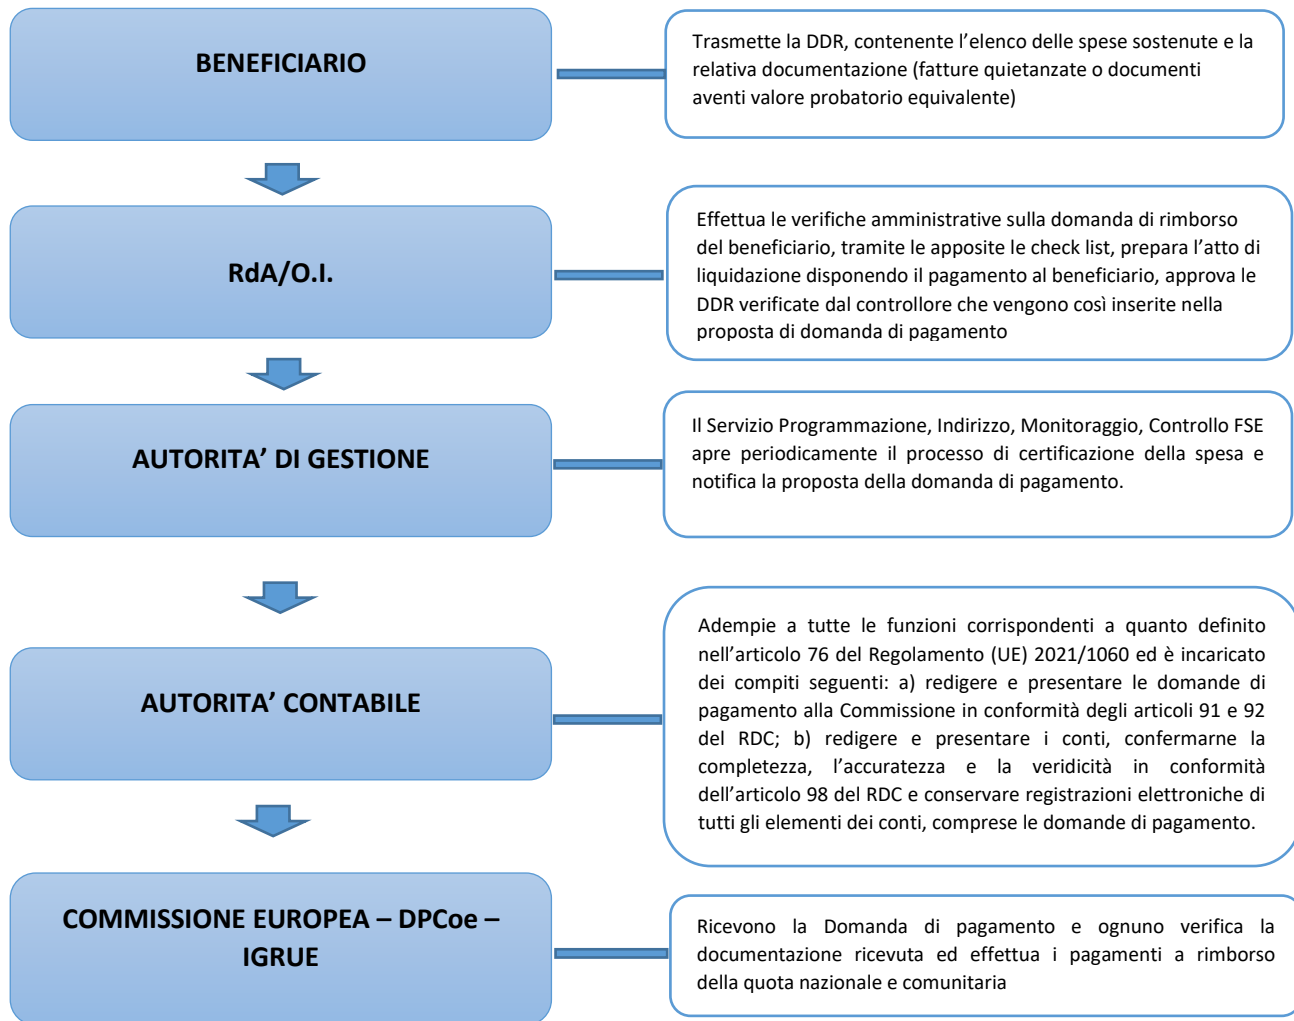 BENEFICIARIO
Trasmette la DDR, contenente l’elenco delle spese sostenute e la
relativa documentazione (fatture quietanzate o documenti
aventi valore probatorio equivalente)
RdA/O.I.
Effettua le verifiche amministrative sulla domanda di rimborso
del beneficiario, tramite le apposite le check list, prepara l’atto di
liquidazione disponendo il pagamento al beneficiario, approva le
DDR verificate dal controllore che vengono così inserite nella
proposta di domanda di pagamento
AUTORITA’ DI GESTIONE
Il Servizio Programmazione, Indirizzo, Monitoraggio, Controllo FSE
apre periodicamente il processo di certificazione della spesa e
notifica la proposta della domanda di pagamento.
AUTORITA’ CONTABILE
Adempie a tutte le funzioni corrispondenti a quanto definito
nell’articolo 76 del Regolamento (UE) 2021/1060 ed è incaricato
dei compiti seguenti: a) redigere e presentare le domande di
pagamento alla Commissione in conformità degli articoli 91 e 92
del RDC; b) redigere e presentare i conti, confermarne la
completezza, l’accuratezza e la veridicità in conformità
dell’articolo 98 del RDC e conservare registrazioni elettroniche di
tutti gli elementi dei conti, comprese le domande di pagamento.
COMMISSIONE EUROPEA – DPCoe –
IGRUE
Ricevono la Domanda di pagamento e ognuno verifica la
documentazione ricevuta ed effettua i pagamenti a rimborso
della quota nazionale e comunitaria